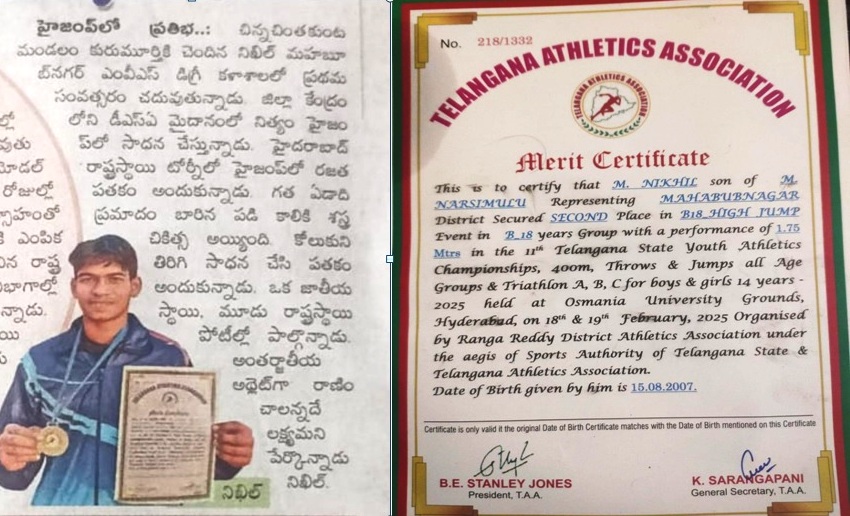 హైజంప్‌లో ప్రతిభ..: చిన్నచింతకుంట
మండలం కురుమూర్తికి చెందిన నిఖిల్ మహబూ
బ్‌నగర్ ఎంవీఎస్ డిగ్రీ కళాశాలలో ప్రథమ
సంవత్సరం చదువుతున్నాడు. జిల్లా కేంద్రం
లోని డీఎస్ఏ మైదానంలో నిత్యం హైజం
ప్‌లో సాధన చేస్తున్నాడు. హైదరాబాద్
రాష్ట్రస్థాయి టోర్నీలో హైజంప్‌లో రజత
పతకం అందుకున్నాడు. గత ఏడాది
ప్రమాదం బారిన పడి కాలికి శస్త్ర
చికిత్స అయ్యింది. కోలుకుని
తిరిగి సాధన చేసి పతకం
అందుకున్నాడు. ఒక జాతీయ
స్థాయి, మూడు రాష్ట్రస్థాయి
పోటీల్లో పాల్గొన్నాడు.
అంతర్జాతీయ
అథ్లెట్‌గా రాణిం
చాలన్నదే
లక్ష్యమని
పేర్కొన్నాడు
నిఖిల్.
నిఖిల్
No. 218/1332
TELANGANA ATHLETICS ASSOCIATION
TELANGANA ATHLETICS ASSOCIATION
Merit Certificate
This is to certify that M. NIKHIL son of M.
NARSIMULU Representing MAHABUBNAGAR
District Secured SECOND Place in B18_HIGH JUMP
Event in B_18 years Group with a performance of 1.75
Mtrs in the 11th Telangana State Youth Athletics
Championships, 400m, Throws & Jumps all Age
Groups & Triathlon A, B, C for boys & girls 14 years -
2025 held at Osmania University Grounds,
Hyderabad, on 18th & 19th February, 2025 Organised
by Ranga Reddy District Athletics Association under
the aegis of Sports Authority of Telangana State &
Telangana Athletics Association.
Date of Birth given by him is 15.08.2007.
Certificate is only valid it the original Date of Birth Certificate matches with the Date of Birth mentioned on this Certificate
B.E. STANLEY JONES
President, T.A.A.
K. SARANGAPANI
General Secretary, T.A.A.